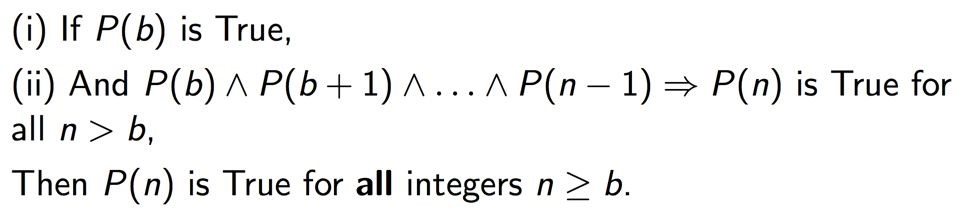 (i) If P(b) is True,
(ii) And P(b) ∧ P(b + 1) ∧ . . . ∧ P(n − 1) ⇒ P(n) is True for
all n > b,
Then P(n) is True for all integers n ≥ b.